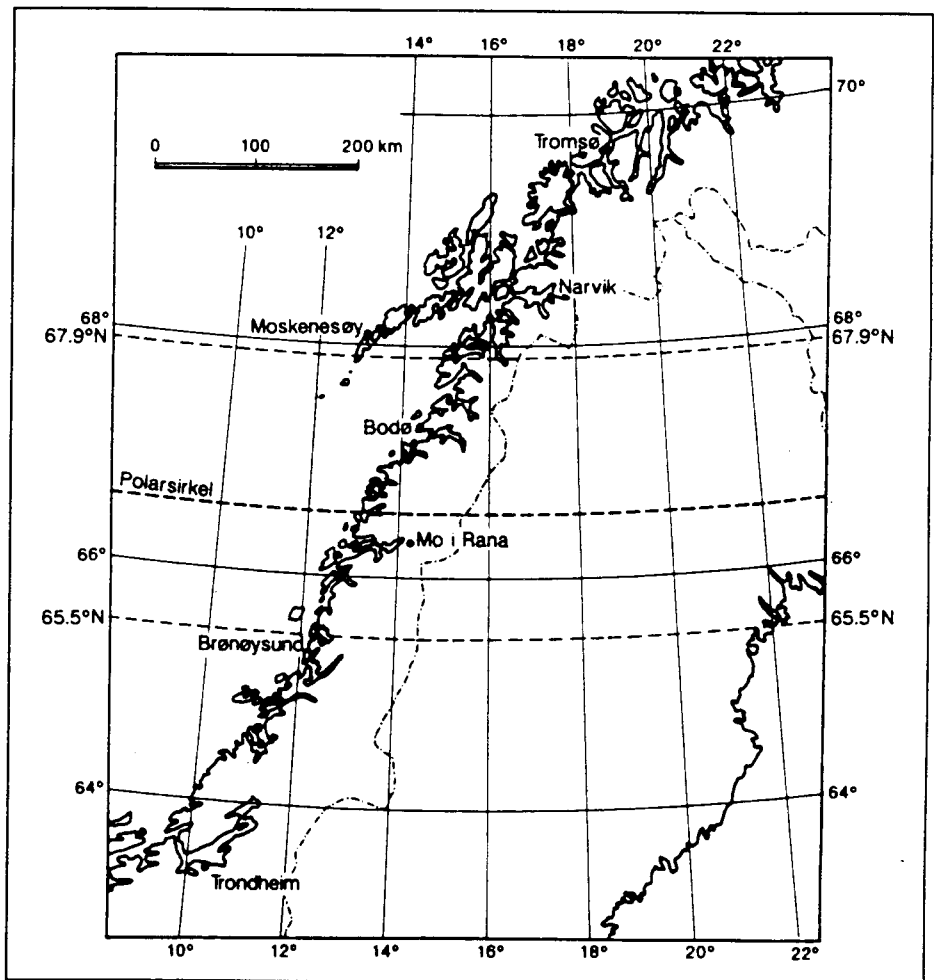 14° 16° 18° 20° 22°
70°
0 100 200 km
Tromsø
10° 12°
Narvik
68° Moskenesøy 68°
67.9°N 67.9°N
Bodø
Polarsirkel
Mo i Rana
66° 66°
65.5°N 65.5°N
Brønøysund
64° 64°
Trondheim
10° 12° 14° 16° 18° 20° 22°